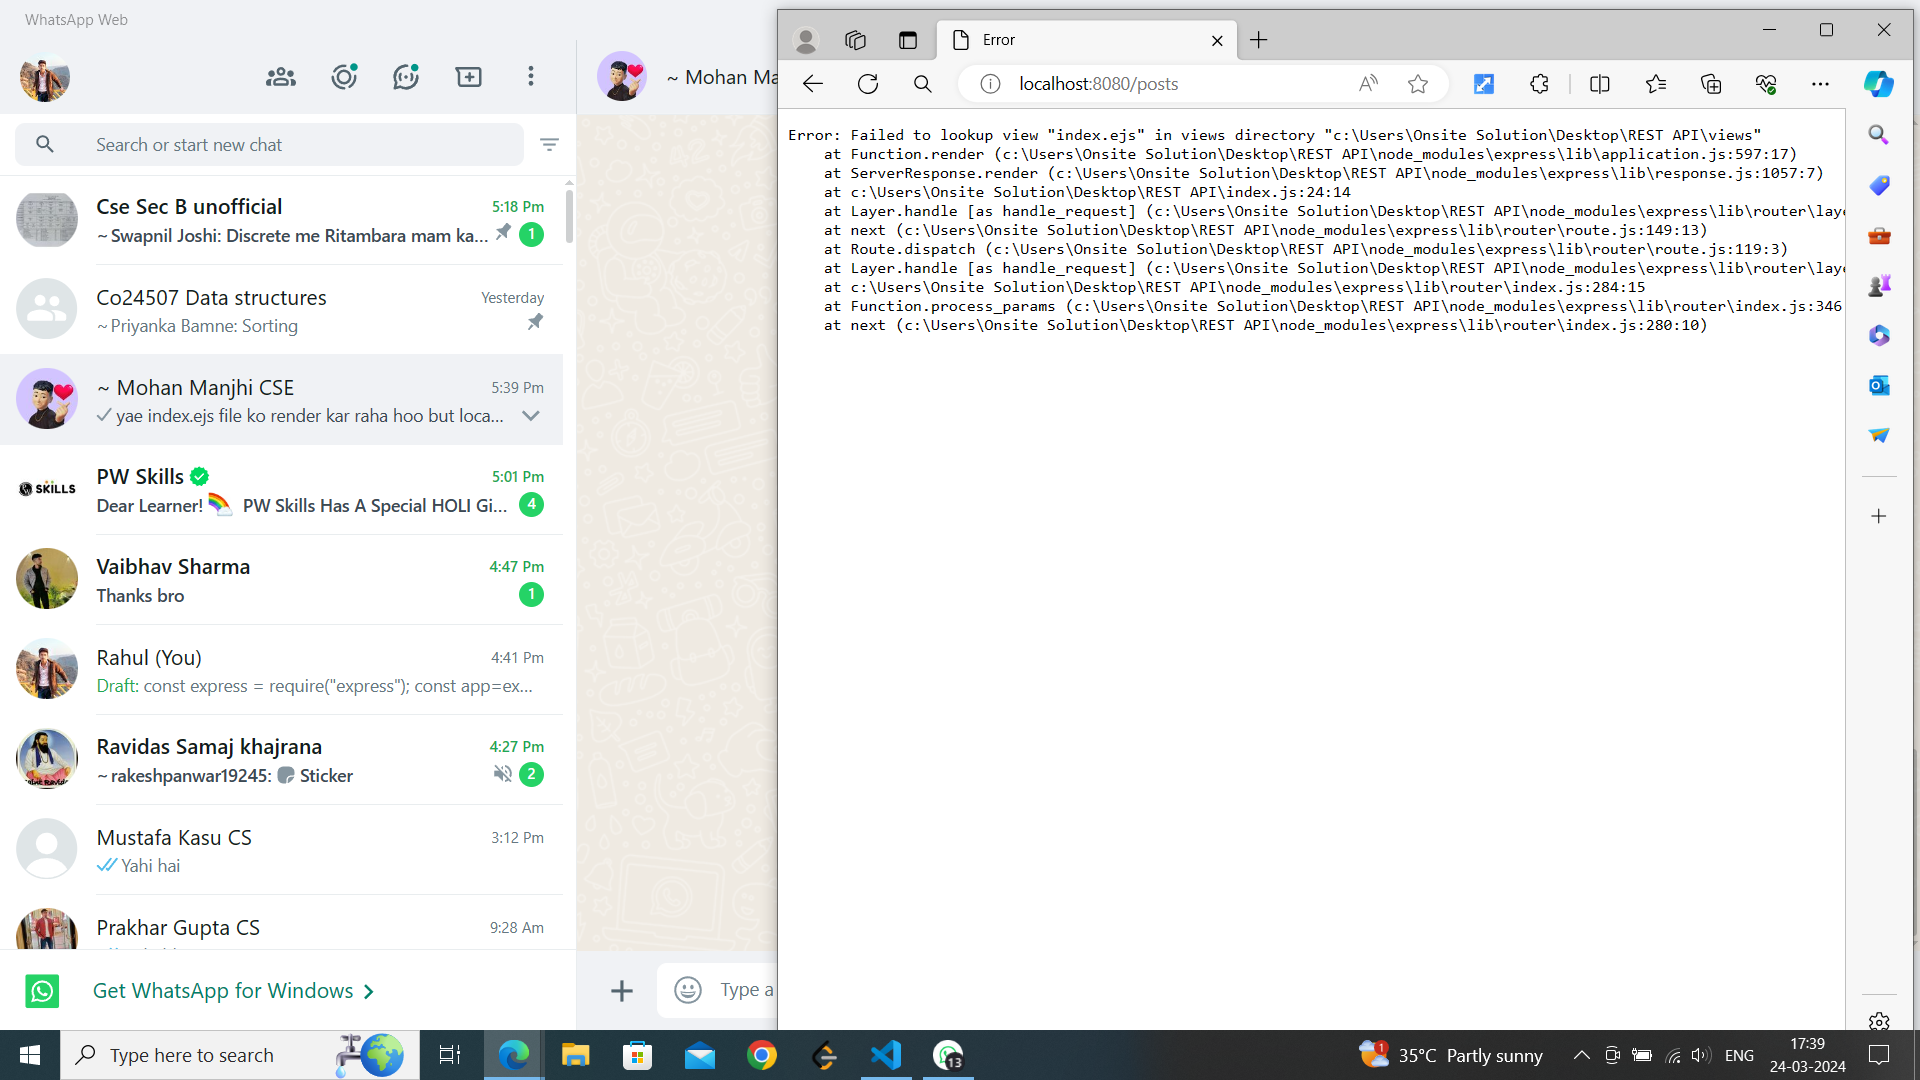 WhatsApp Web
Search or start new chat
Cse Sec B unofficial
5:18 Pm
~ Swapnil Joshi: Discrete me Ritambara mam ka...
1
Co24507 Data structures
Yesterday
~ Priyanka Bamne: Sorting
~ Mohan Manjhi CSE
5:39 Pm
yae index.ejs file ko render kar raha hoo but loca...
SKILLS
PW Skills
5:01 Pm
Dear Learner! 🌈 PW Skills Has A Special HOLI Gi...
4
Vaibhav Sharma
4:47 Pm
Thanks bro
1
Rahul (You)
4:41 Pm
Draft: const express = require("express"); const app=ex...
Ravidas Samaj khajrana
4:27 Pm
~ rakeshpanwar19245: Sticker
2
Mustafa Kasu CS
3:12 Pm
Yahi hai
Prakhar Gupta CS
9:28 Am
Get WhatsApp for Windows
~ Mohan Ma
Type a
Error
localhost:8080/posts
Error: Failed to lookup view "index.ejs" in views directory "c:\Users\Onsite Solution\Desktop\REST API\views"
at Function.render (c:\Users\Onsite Solution\Desktop\REST API\node_modules\express\lib\application.js:597:17)
at ServerResponse.render (c:\Users\Onsite Solution\Desktop\REST API\node_modules\express\lib\response.js:1057:7)
at c:\Users\Onsite Solution\Desktop\REST API\index.js:24:14
at Layer.handle [as handle_request] (c:\Users\Onsite Solution\Desktop\REST API\node_modules\express\lib\router\laye
at next (c:\Users\Onsite Solution\Desktop\REST API\node_modules\express\lib\router\route.js:149:13)
at Route.dispatch (c:\Users\Onsite Solution\Desktop\REST API\node_modules\express\lib\router\route.js:119:3)
at Layer.handle [as handle_request] (c:\Users\Onsite Solution\Desktop\REST API\node_modules\express\lib\router\laye
at c:\Users\Onsite Solution\Desktop\REST API\node_modules\express\lib\router\index.js:284:15
at Function.process_params (c:\Users\Onsite Solution\Desktop\REST API\node_modules\express\lib\router\index.js:346
at next (c:\Users\Onsite Solution\Desktop\REST API\node_modules\express\lib\router\index.js:280:10)
Type here to search
13
1
35°C Partly sunny
ENG
17:39
24-03-2024